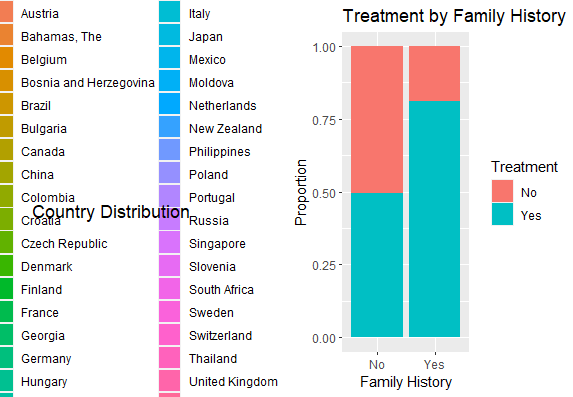 Austria
Bahamas, The
Belgium
Bosnia and Herzegovina
Brazil
Bulgaria
Canada
China
Colombia
Croatia
Czech Republic
Denmark
Finland
France
Georgia
Germany
Hungary
Country Distribution
Italy
Japan
Mexico
Moldova
Netherlands
New Zealand
Philippines
Poland
Portugal
Russia
Singapore
Slovenia
South Africa
Sweden
Switzerland
Thailand
United Kingdom
Treatment by Family History
1.00
0.75
0.50
0.25
0.00
Proportion
No Yes
Family History
Treatment
No
Yes